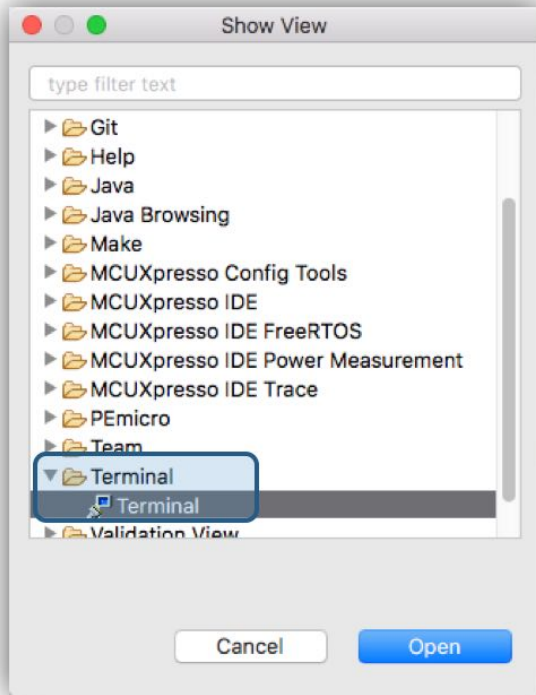 Show View
type filter text
Git
Help
Java
Java Browsing
Make
MCUXpresso Config Tools
MCUXpresso IDE
MCUXpresso IDE FreeRTOS
MCUXpresso IDE Power Measurement
MCUXpresso IDE Trace
PEmicro
Team
Terminal
Terminal
Validation View
Cancel Open